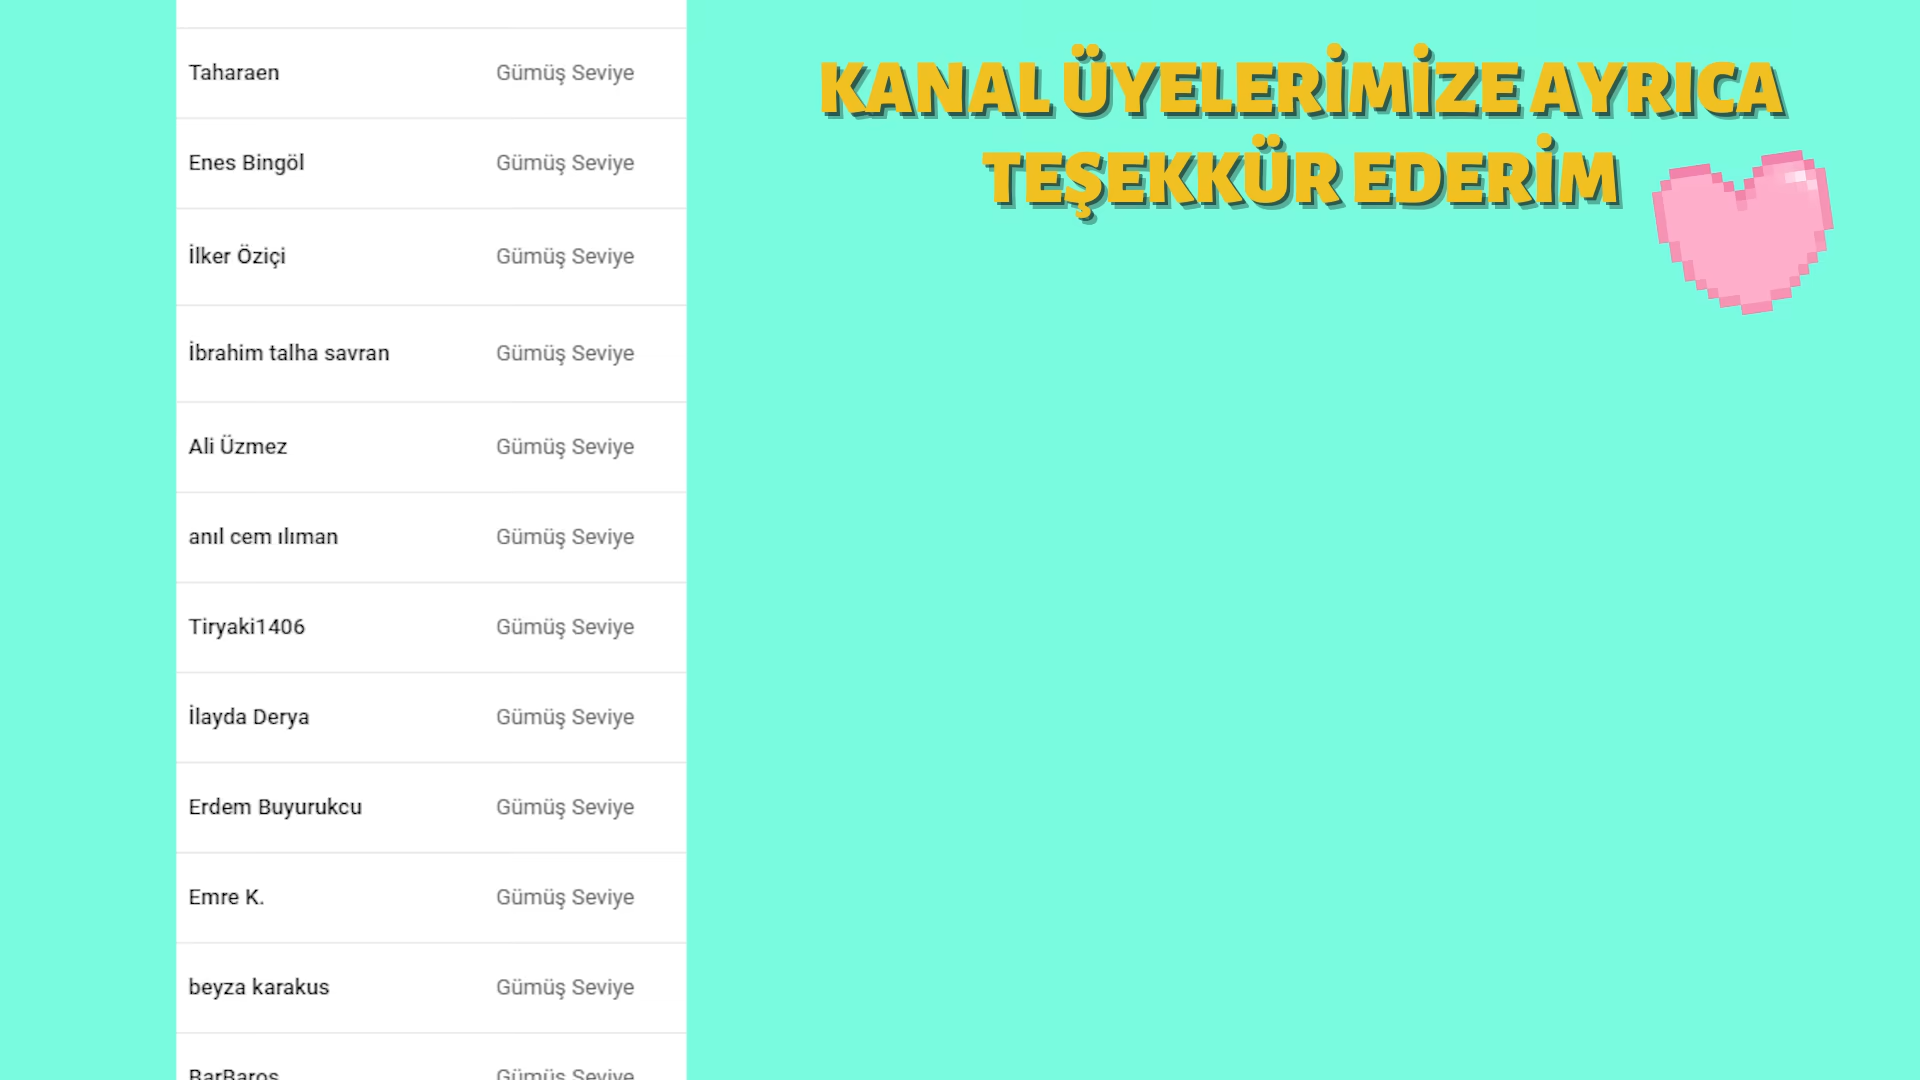 Taharaen Gümüş Seviye
Enes Bingöl Gümüş Seviye
İlker Öziçi Gümüş Seviye
İbrahim talha savran Gümüş Seviye
Ali Üzmez Gümüş Seviye
anıl cem ılıman Gümüş Seviye
Tiryaki1406 Gümüş Seviye
İlayda Derya Gümüş Seviye
Erdem Buyurukcu Gümüş Seviye
Emre K. Gümüş Seviye
beyza karakus Gümüş Seviye
BarBaros Gümüş Seviye
KANAL ÜYELERİMİZE AYRICA
TEŞEKKÜR EDERİM